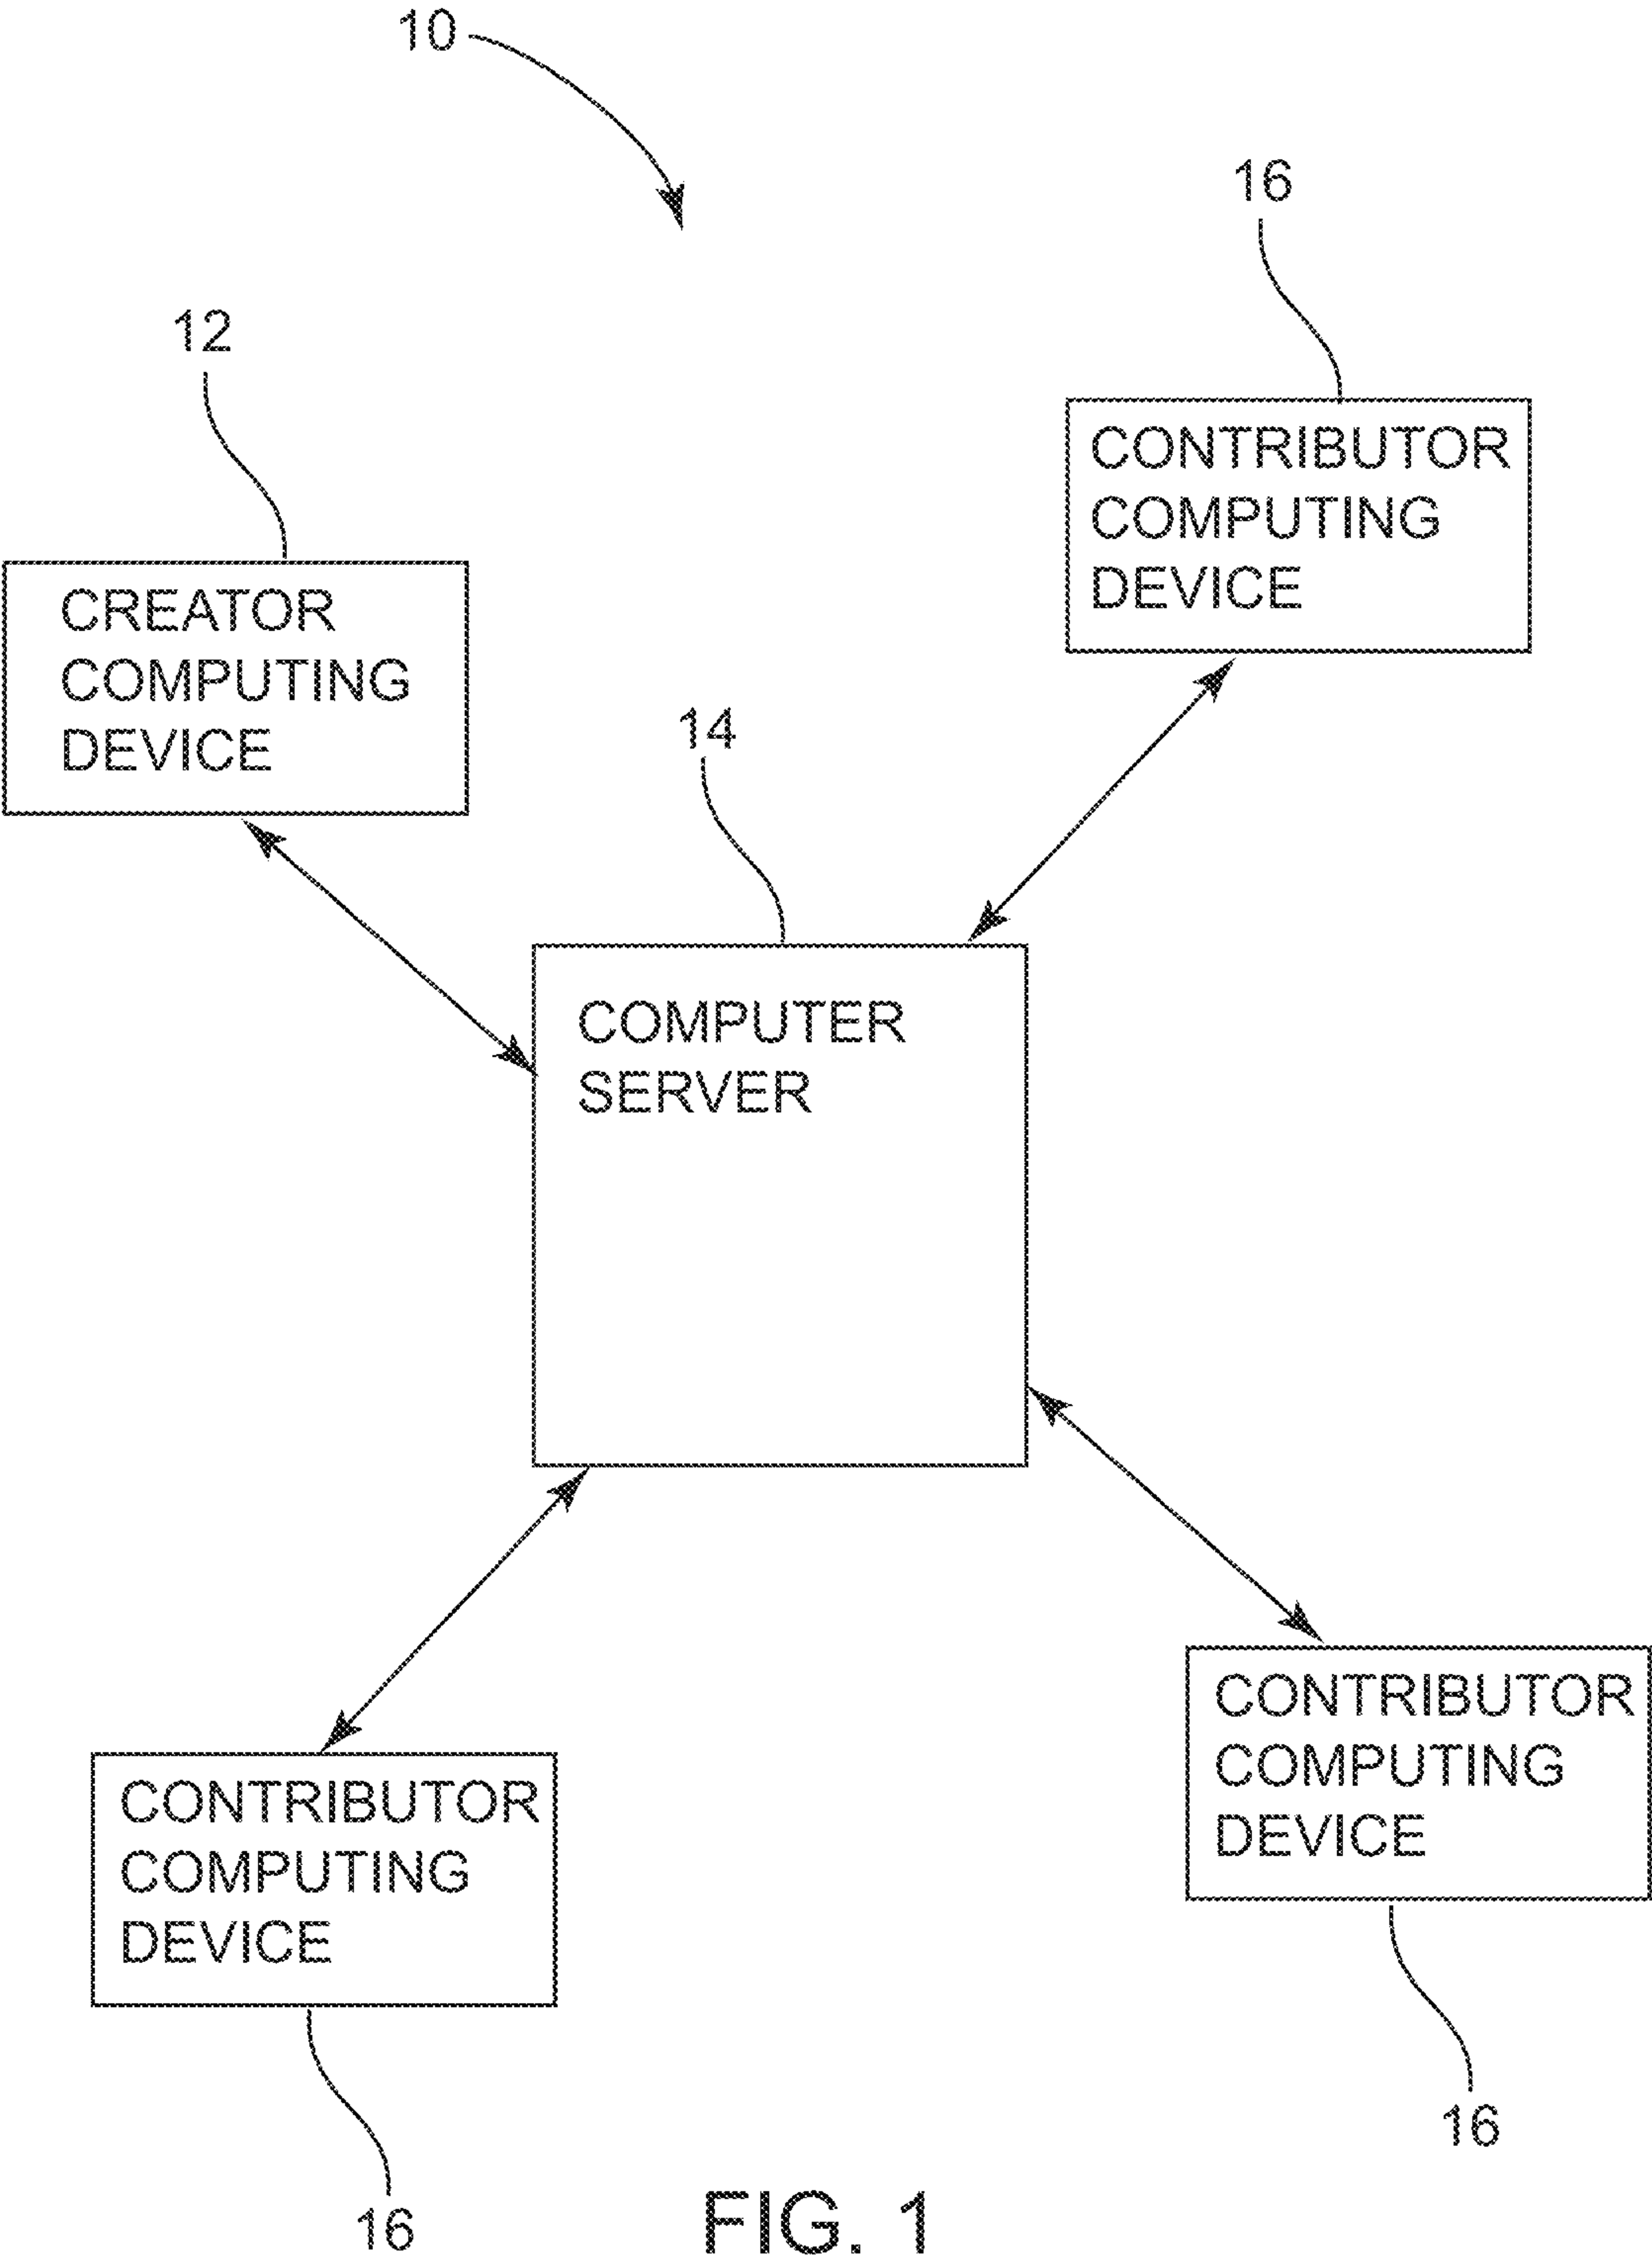 10
16
12
CONTRIBUTOR
COMPUTING
DEVICE
CREATOR
COMPUTING
DEVICE
14
COMPUTER
SERVER
CONTRIBUTOR
COMPUTING
DEVICE
CONTRIBUTOR
COMPUTING
DEVICE
16
16
FIG. 1